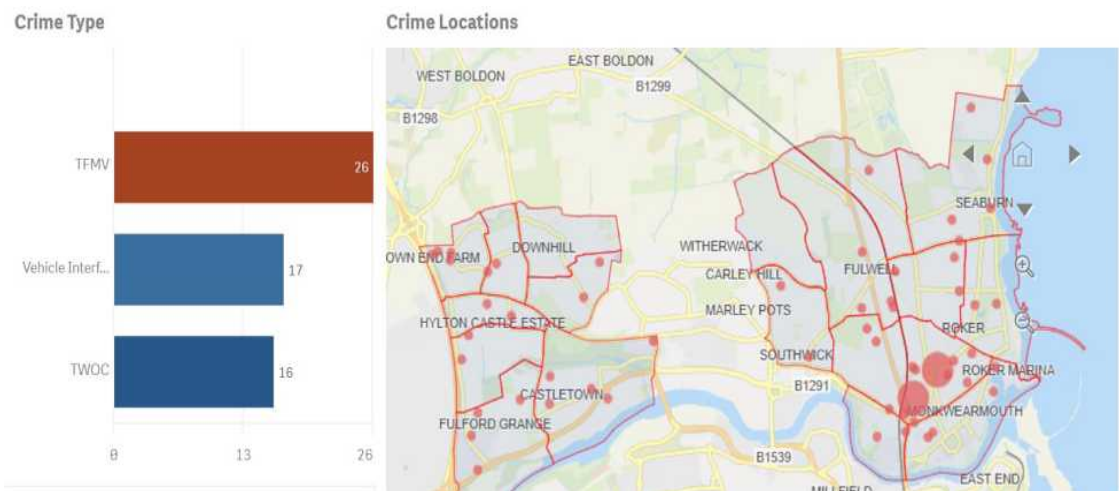 Crime Type
TFMV
26
Vehicle Interf...
17
TWOC
16
0
13
26
Crime Locations
EAST BOLDON
WEST BOLDON
B1299
B1298
SEABURN
DOWNHILL
WITHERWACK
OWN END FARM
CARLEY HILL
FULWELL
MARLEY POTS
HYLTON CASTLE ESTATE
ROKER
SOUTHWICK
ROKER MARINA
B1291
CASTLETOWN
MONKWEARMOUTH
FULFORD GRANGE
B1539
EAST END
MILLFIELD